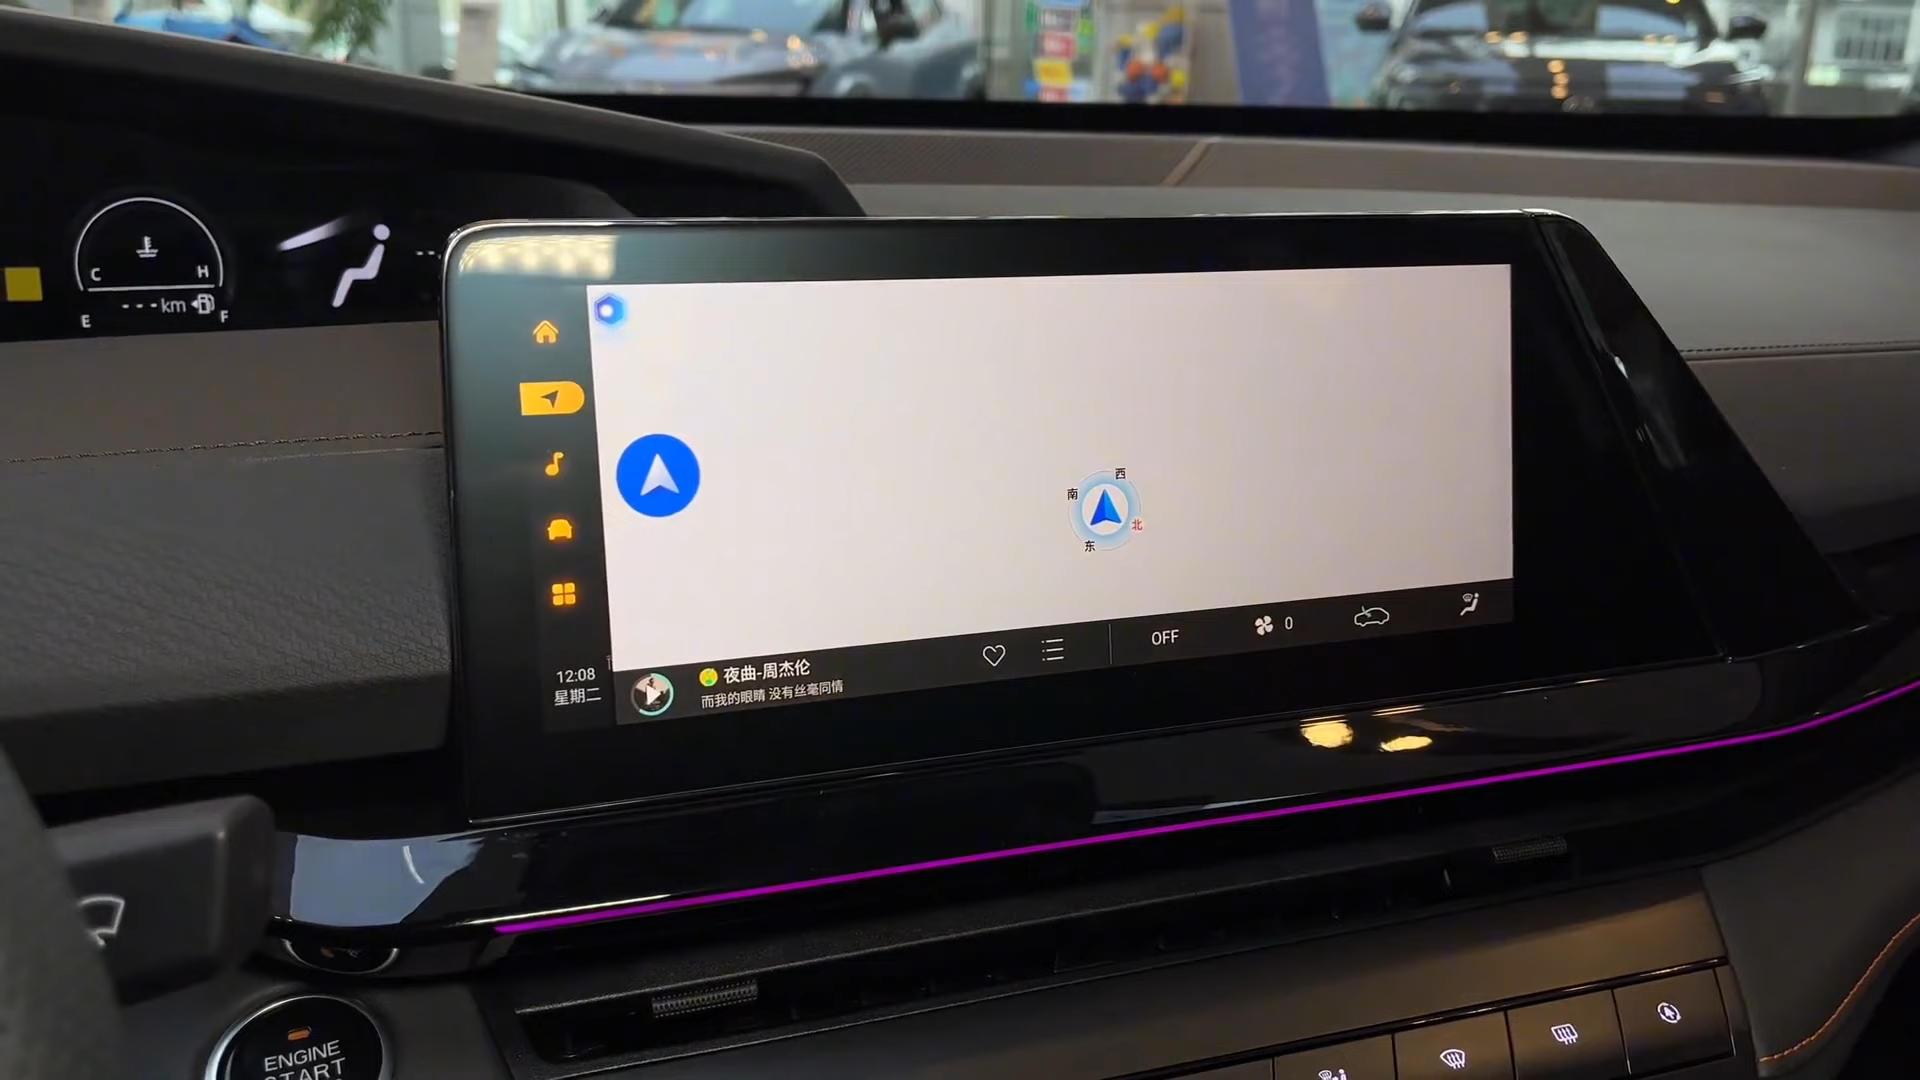 C H
---km
E F
--
西
南
北
东
12:08
星期二
夜曲-周杰伦
而我的眼睛 没有丝毫同情
OFF
0
ENGINE
START